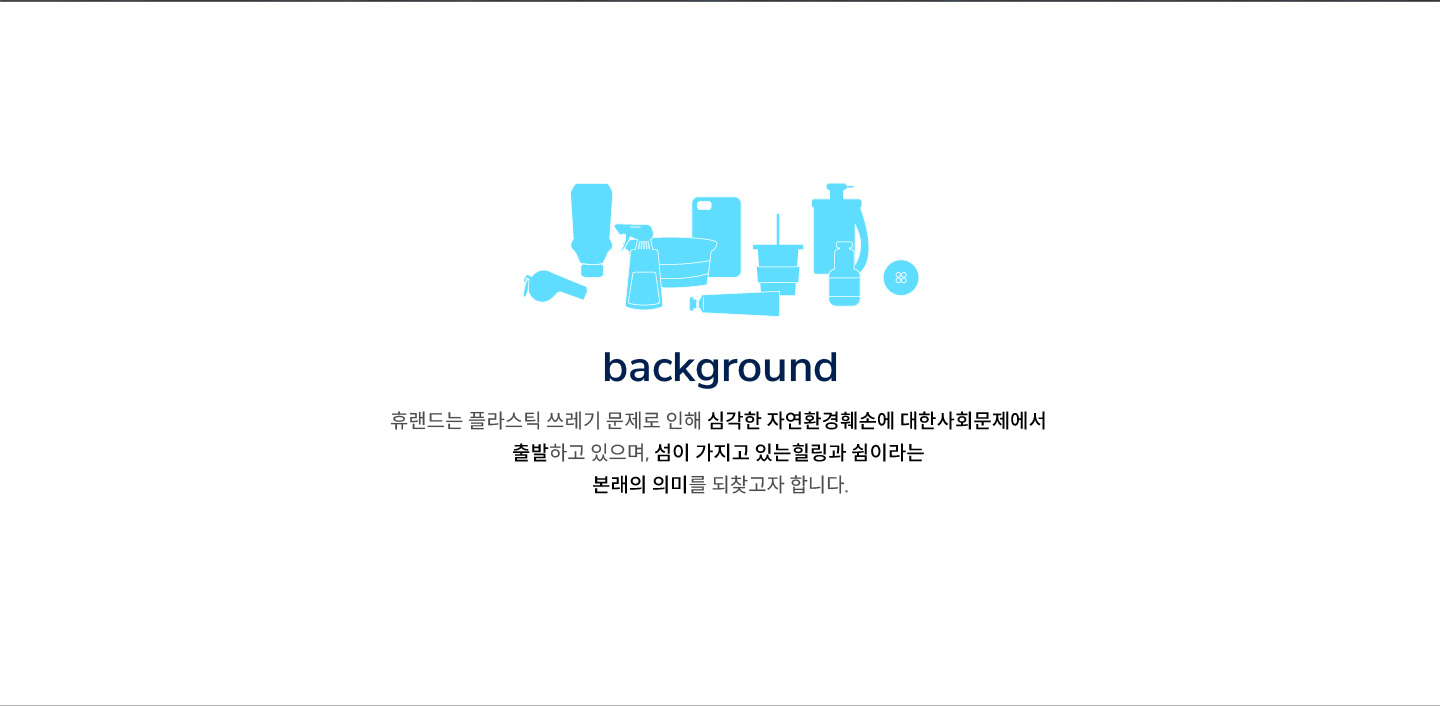 background
휴랜드는 플라스틱 쓰레기 문제로 인해 심각한 자연환경훼손에 대한사회문제에서
출발하고 있으며, 섬이 가지고 있는힐링과 쉼이라는
본래의 의미를 되찾고자 합니다.